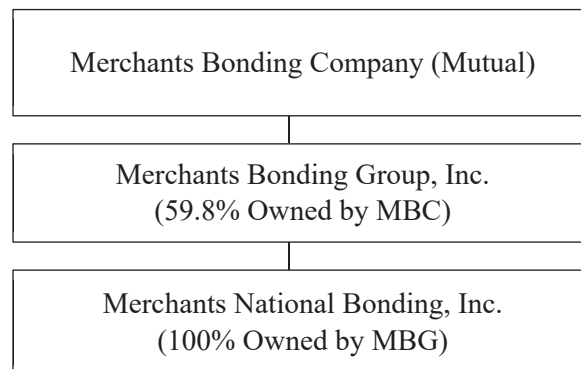 Merchants Bonding Company (Mutual)
Merchants Bonding Group, Inc.
(59.8% Owned by MBC)
Merchants National Bonding, Inc.
(100% Owned by MBG)